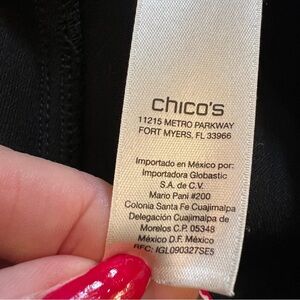 chico's
11215 METRO PARKWAY
FORT MYERS, FL 33966
Importado en México por:
Importadora Globastic
S.A. de C.V.
Mario Pani #200
Colonia Santa Fe Cuajimalpa
Delegación Cuajimalpa de
Morelos C.P. 05348
México D.F. México
RFC: IGL090327SE5